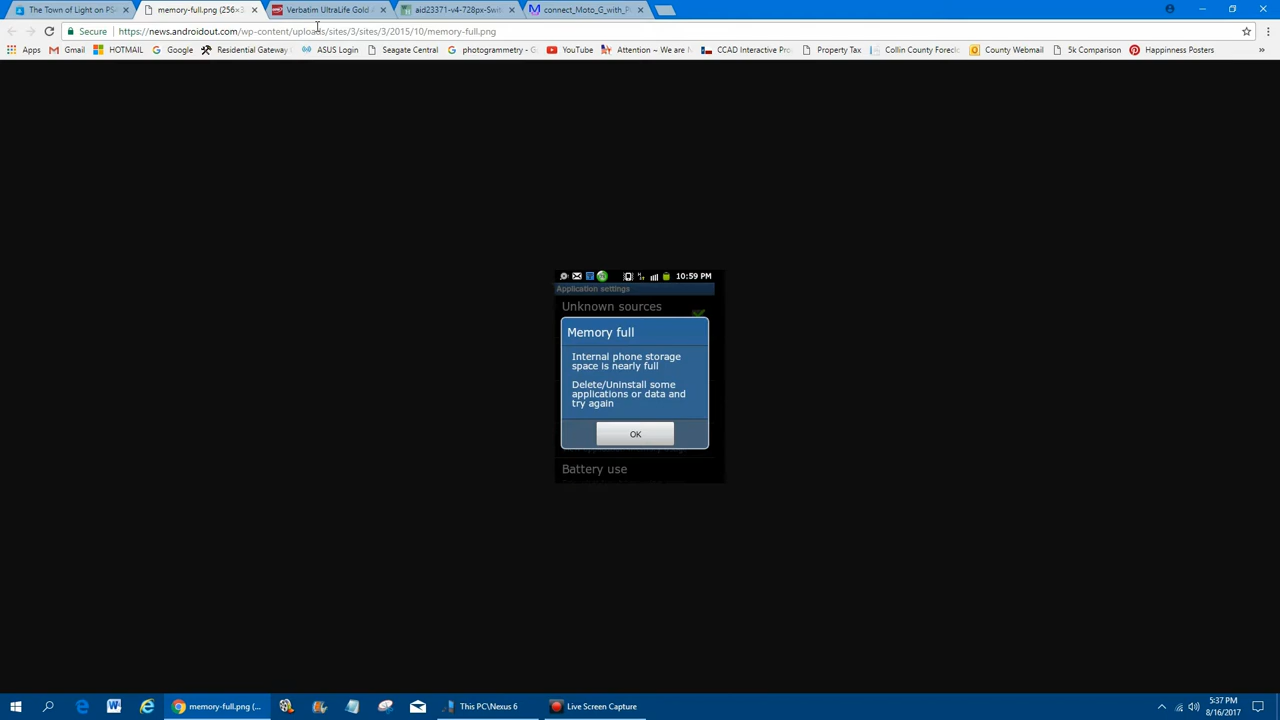 The Town of Light on PS4
memory-full.png (256×3
Verbatim UltraLife Gold A
aid23371-v4-728px-Swit
connect_Moto_G_with_P
Secure
https://news.androidout.com/wp-content/uploads/sites/3/sites/3/2015/10/memory-full.png
Apps
Gmail
HOTMAIL
Google
Residential Gateway
ASUS Login
Seagate Central
photogrammetry - G
YouTube
Attention ~ We are N
CCAD Interactive Pro
Property Tax
Collin County Forecl
County Website
5k Comparison
Happinness Posters
10:59 PM
Application settings
Unknown sources
Memory full
Internal phone storage
space is nearly full
Delete/Uninstall some
applications or data and
try again
OK
Battery use
memory-full.png (...
This PC\Nexus 6
Live Screen Capture
5:37 PM
8/16/2017